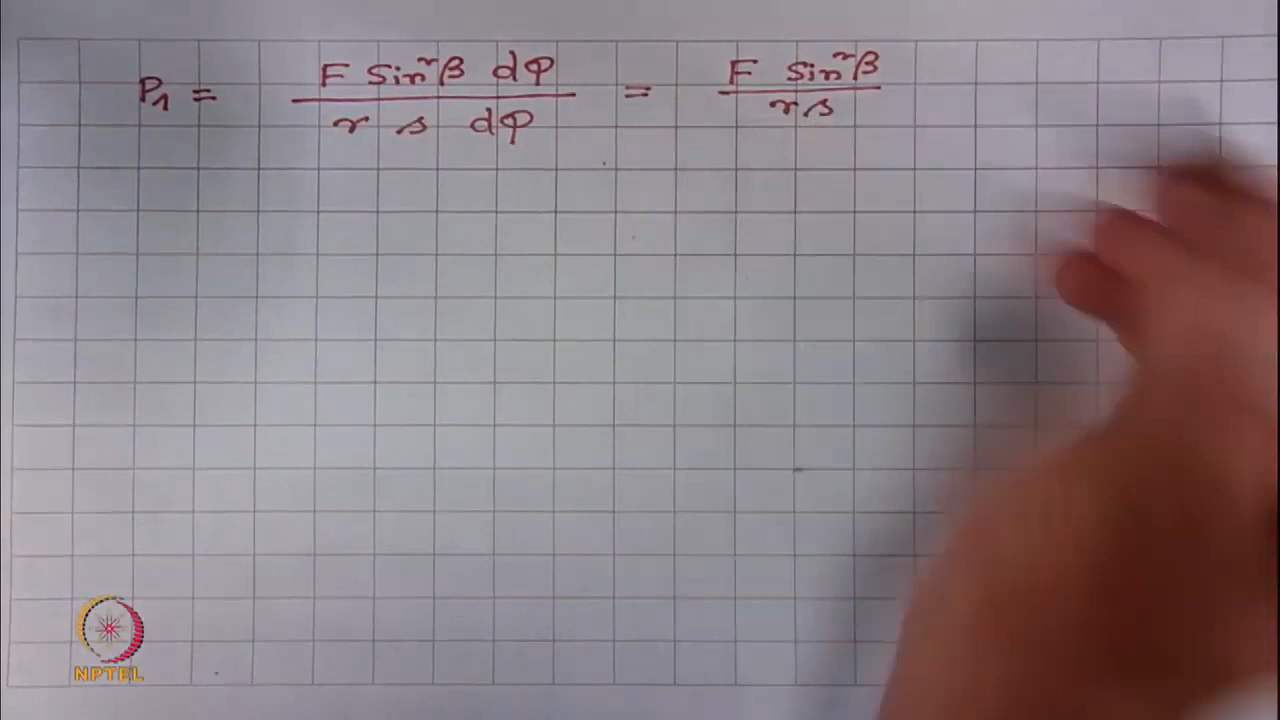 P₁ = F Sin²β dφ / r s dφ = F Sin²β / r s
NPTEL